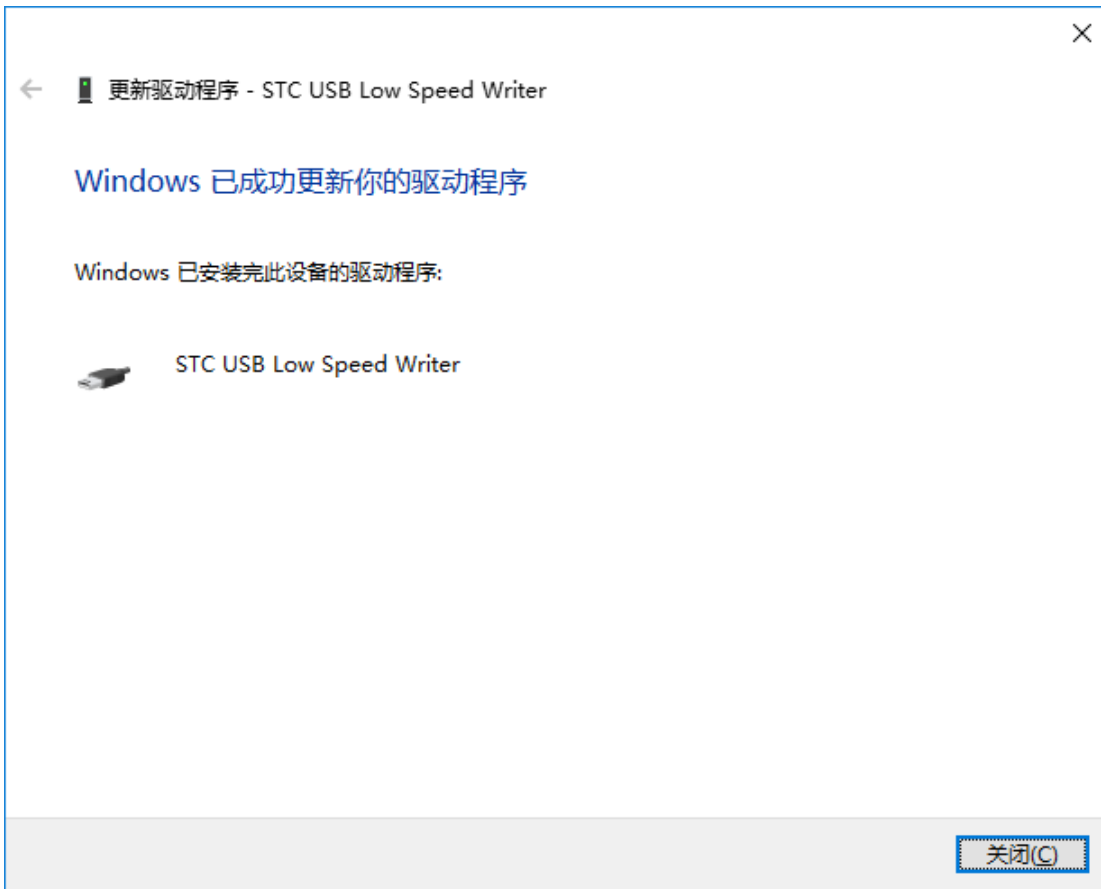 更新驱动程序 - STC USB Low Speed Writer
Windows 已成功更新你的驱动程序
Windows 已安装完此设备的驱动程序:
STC USB Low Speed Writer
关闭(C)